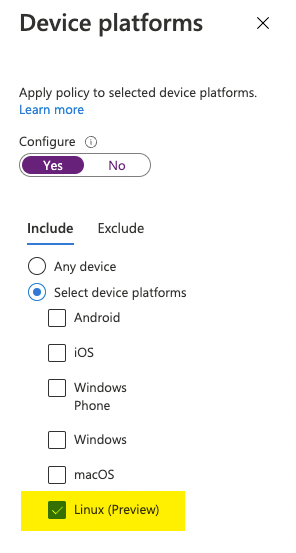 Device platforms
Apply policy to selected device platforms.
Learn more
Configure
Yes No
Include Exclude
Any device
Select device platforms
Android
iOS
Windows
Phone
Windows
macOS
Linux (Preview)